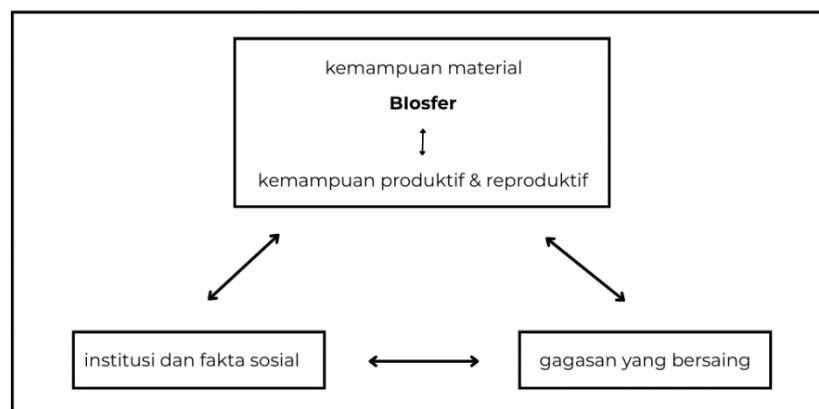 kemampuan material
BIosfer
kemampuan produktif & reproduktif
institusi dan fakta sosial
gagasan yang bersaing